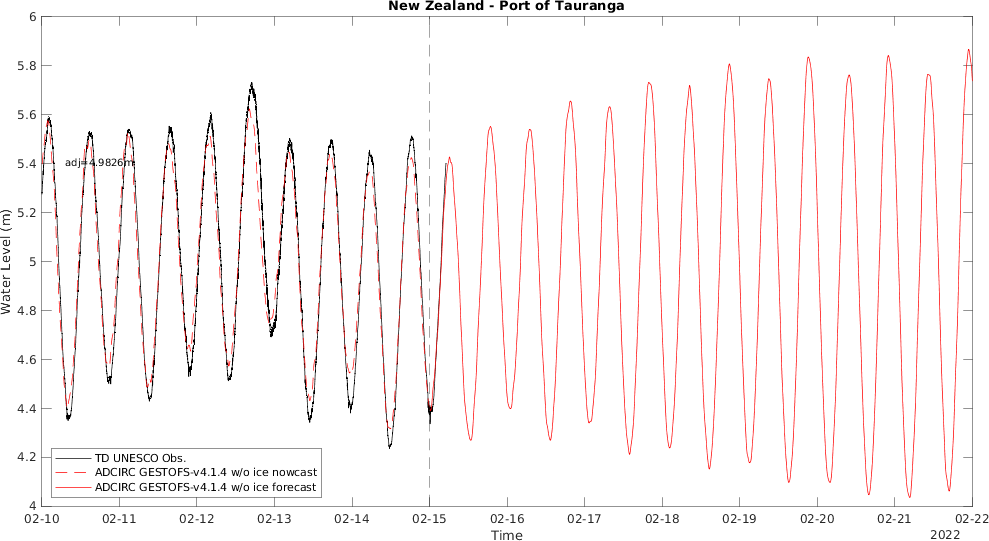 New Zealand - Port of Tauranga
6
5.8
5.6
5.4
5.2
5
4.8
4.6
4.4
4.2
4
Water Level (m)
adj=4.9826m
TD UNESCO Obs.
ADCIRC GESTOFS-v4.1.4 w/o ice nowcast
ADCIRC GESTOFS-v4.1.4 w/o ice forecast
02-10 02-11 02-12 02-13 02-14 02-15 02-16 02-17 02-18 02-19 02-20 02-21 02-22
Time
2022